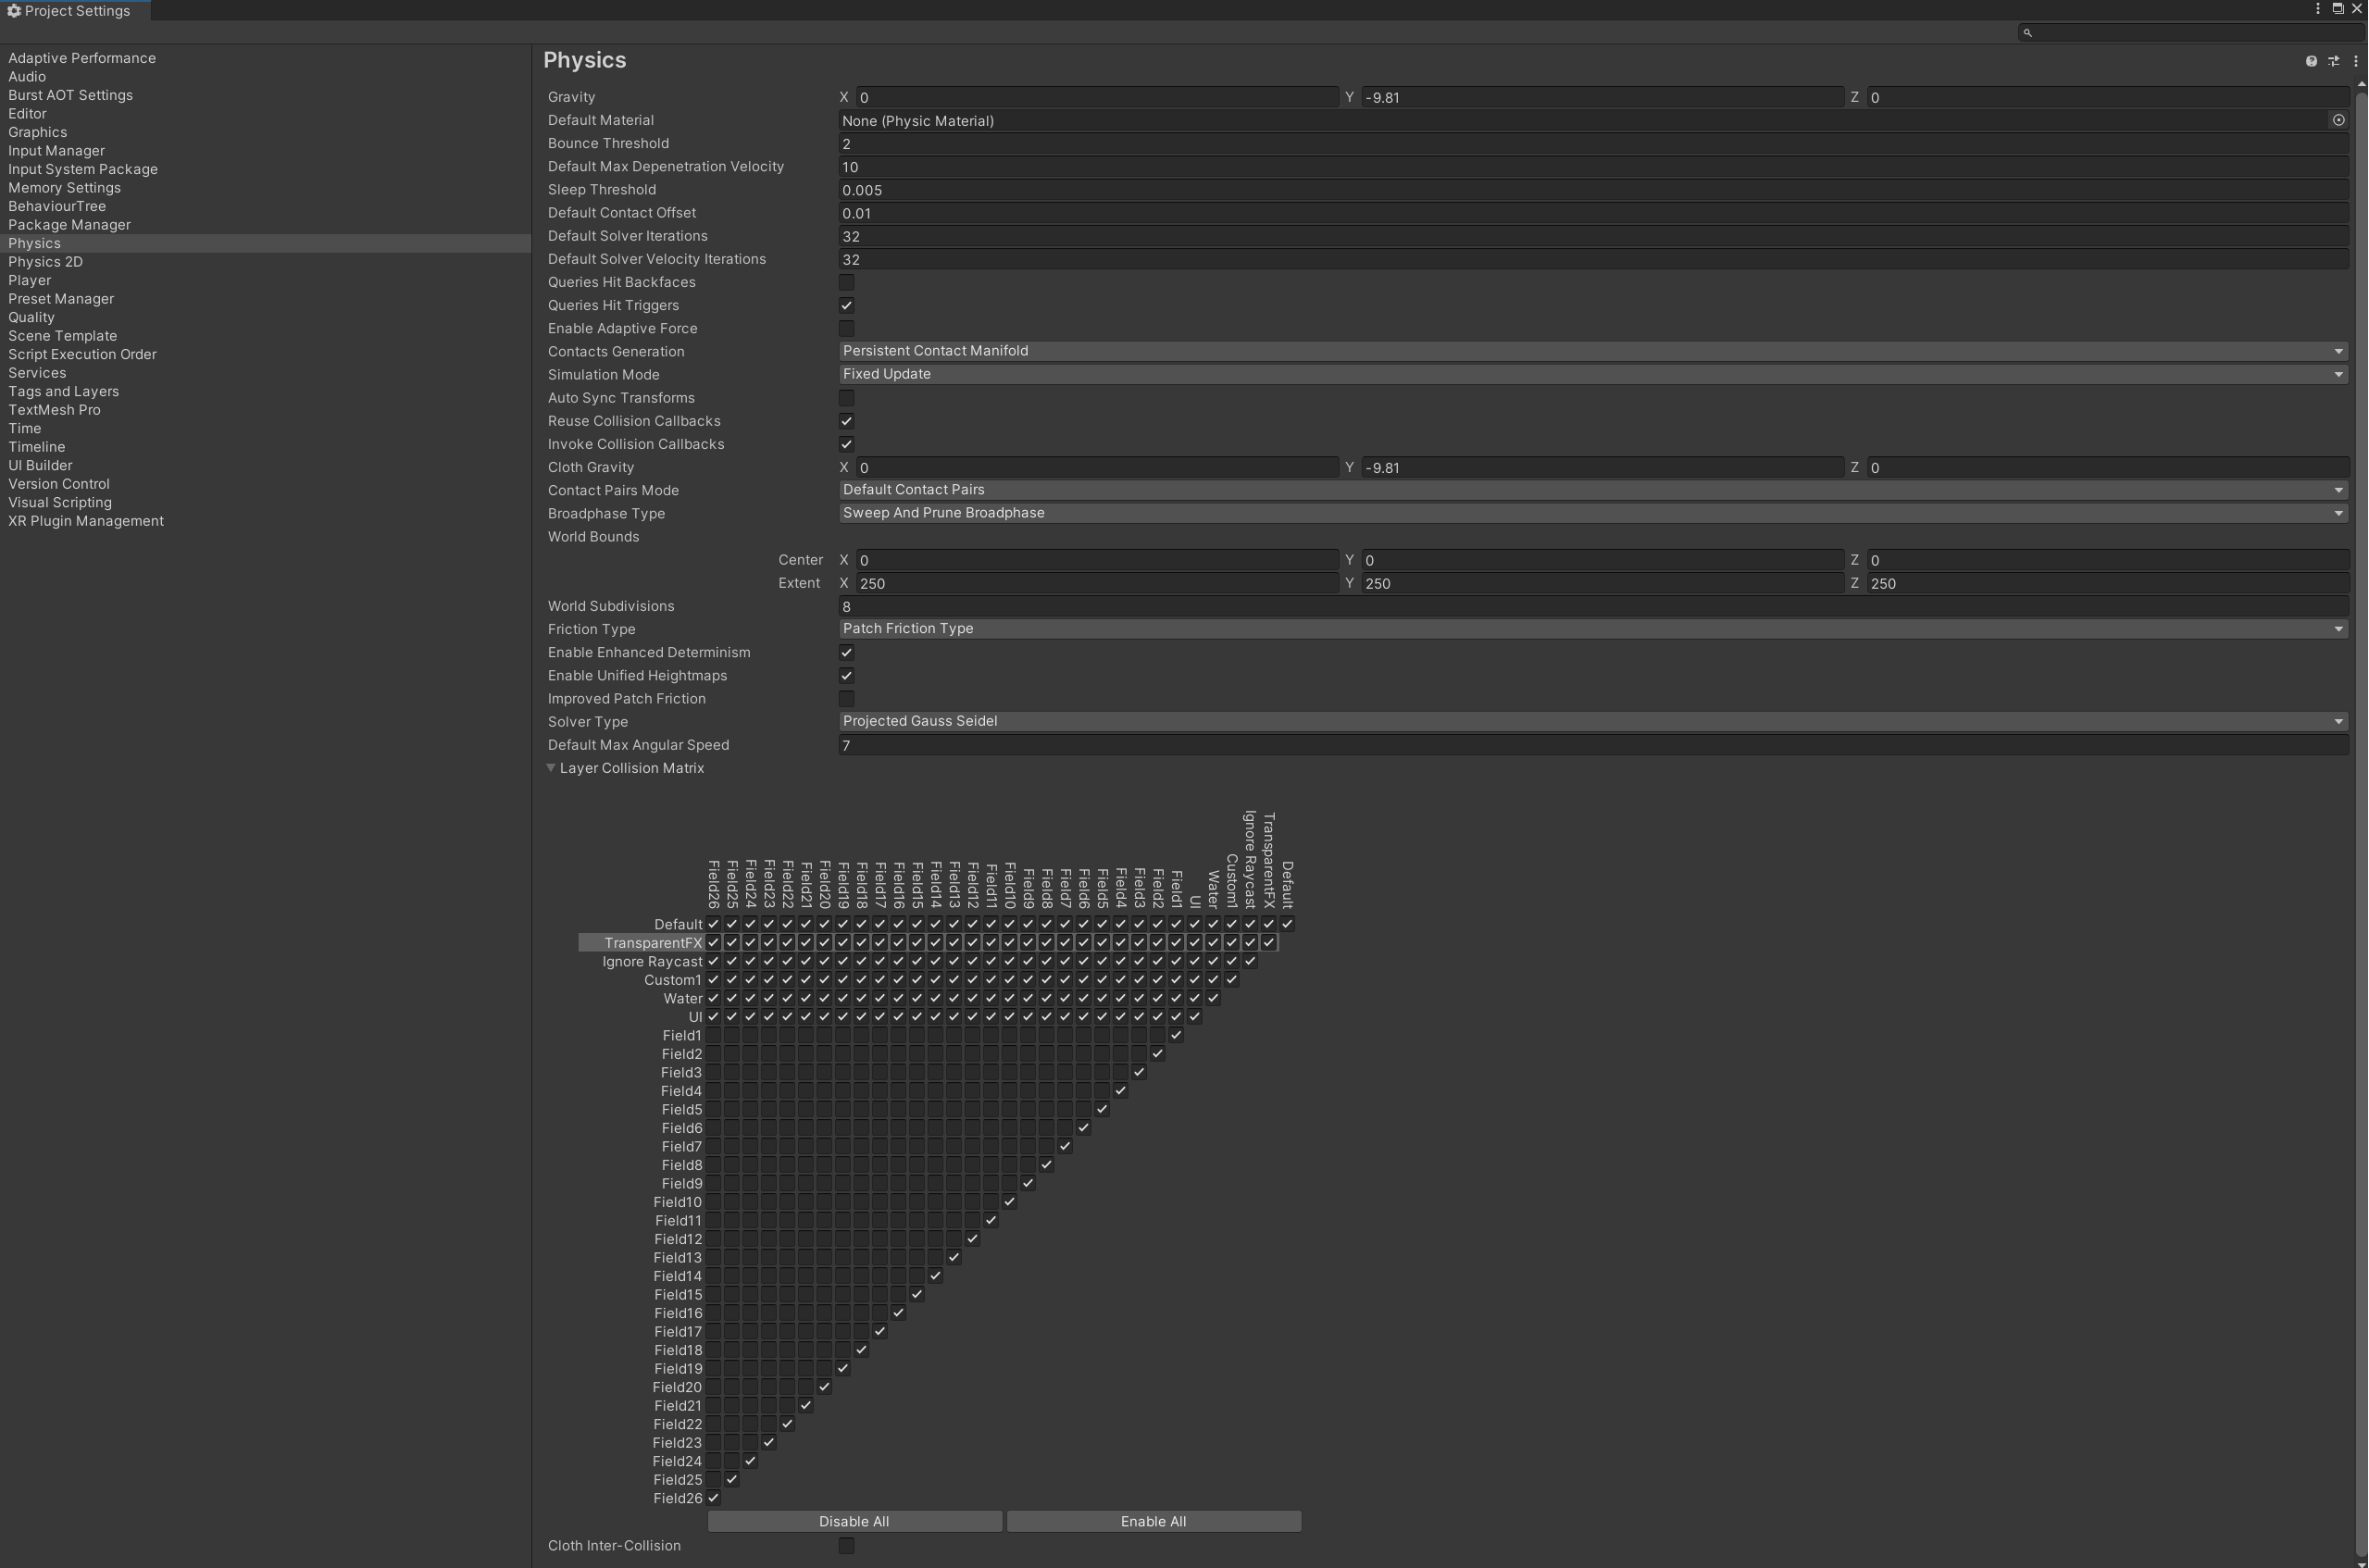 Project Settings
Adaptive Performance
Audio
Burst AOT Settings
Editor
Graphics
Input Manager
Input System Package
Memory Settings
BehaviourTree
Package Manager
Physics
Physics 2D
Player
Preset Manager
Quality
Scene Template
Script Execution Order
Services
Tags and Layers
TextMesh Pro
Time
Timeline
UI Builder
Version Control
Visual Scripting
XR Plugin Management
Physics
Gravity X 0 Y -9.81 Z 0
Default Material None (Physic Material)
Bounce Threshold 2
Default Max Depenetration Velocity 10
Sleep Threshold 0.005
Default Contact Offset 0.01
Default Solver Iterations 32
Default Solver Velocity Iterations 32
Queries Hit Backfaces
Queries Hit Triggers
Enable Adaptive Force
Contacts Generation Persistent Contact Manifold
Simulation Mode Fixed Update
Auto Sync Transforms
Reuse Collision Callbacks
Invoke Collision Callbacks
Cloth Gravity X 0 Y -9.81 Z 0
Contact Pairs Mode Default Contact Pairs
Broadphase Type Sweep And Prune Broadphase
World Bounds
Center X 0 Y 0 Z 0
Extent X 250 Y 250 Z 250
World Subdivisions 8
Friction Type Patch Friction Type
Enable Enhanced Determinism
Enable Unified Heightmaps
Improved Patch Friction
Solver Type Projected Gauss Seidel
Default Max Angular Speed 7
Layer Collision Matrix
Field26
Field25
Field24
Field23
Field22
Field21
Field20
Field19
Field18
Field17
Field16
Field15
Field14
Field13
Field12
Field11
Field10
Field9
Field8
Field7
Field6
Field5
Field4
Field3
Field2
Field1
UI
Water
Custom1
Ignore Raycast
TransparentFX
Default
Default
TransparentFX
Ignore Raycast
Custom1
Water
UI
Field1
Field2
Field3
Field4
Field5
Field6
Field7
Field8
Field9
Field10
Field11
Field12
Field13
Field14
Field15
Field16
Field17
Field18
Field19
Field20
Field21
Field22
Field23
Field24
Field25
Field26
Disable All Enable All
Cloth Inter-Collision